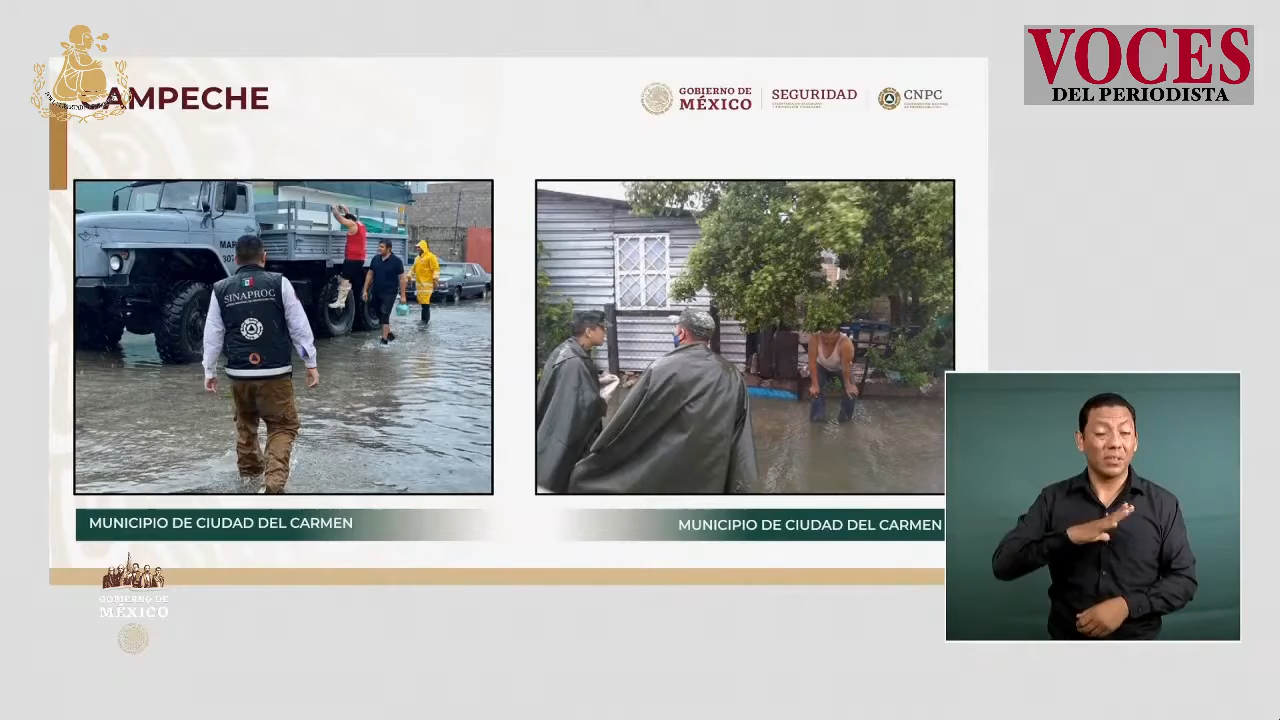 AMPECHE
GOBIERNO DE
MÉXICO
SEGURIDAD
CNPC
VOCES
DEL PERIODISTA
MAR
SINAPROC
MUNICIPIO DE CIUDAD DEL CARMEN
MUNICIPIO DE CIUDAD DEL CARMEN
GOBIERNO DE
MÉXICO